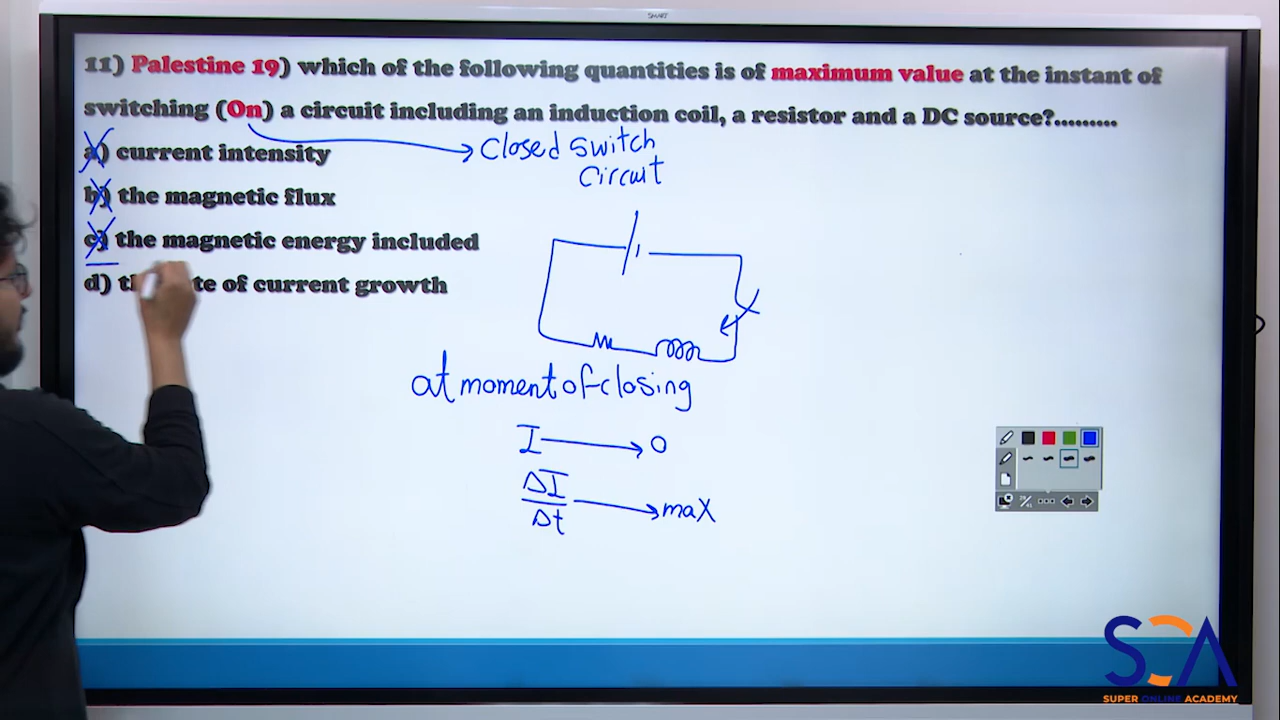 SMART
11) Palestine 19) which of the following quantities is of maximum value at the instant of
switching (On) a circuit including an induction coil, a resistor and a DC source?.........
Closed switch
Circuit
a) current intensity
b) the magnetic flux
c) the magnetic energy included
d) of current growth
at moment of closing
I → 0
ΔI/Δt → max
SOA
SUPER ONLINE ACADEMY